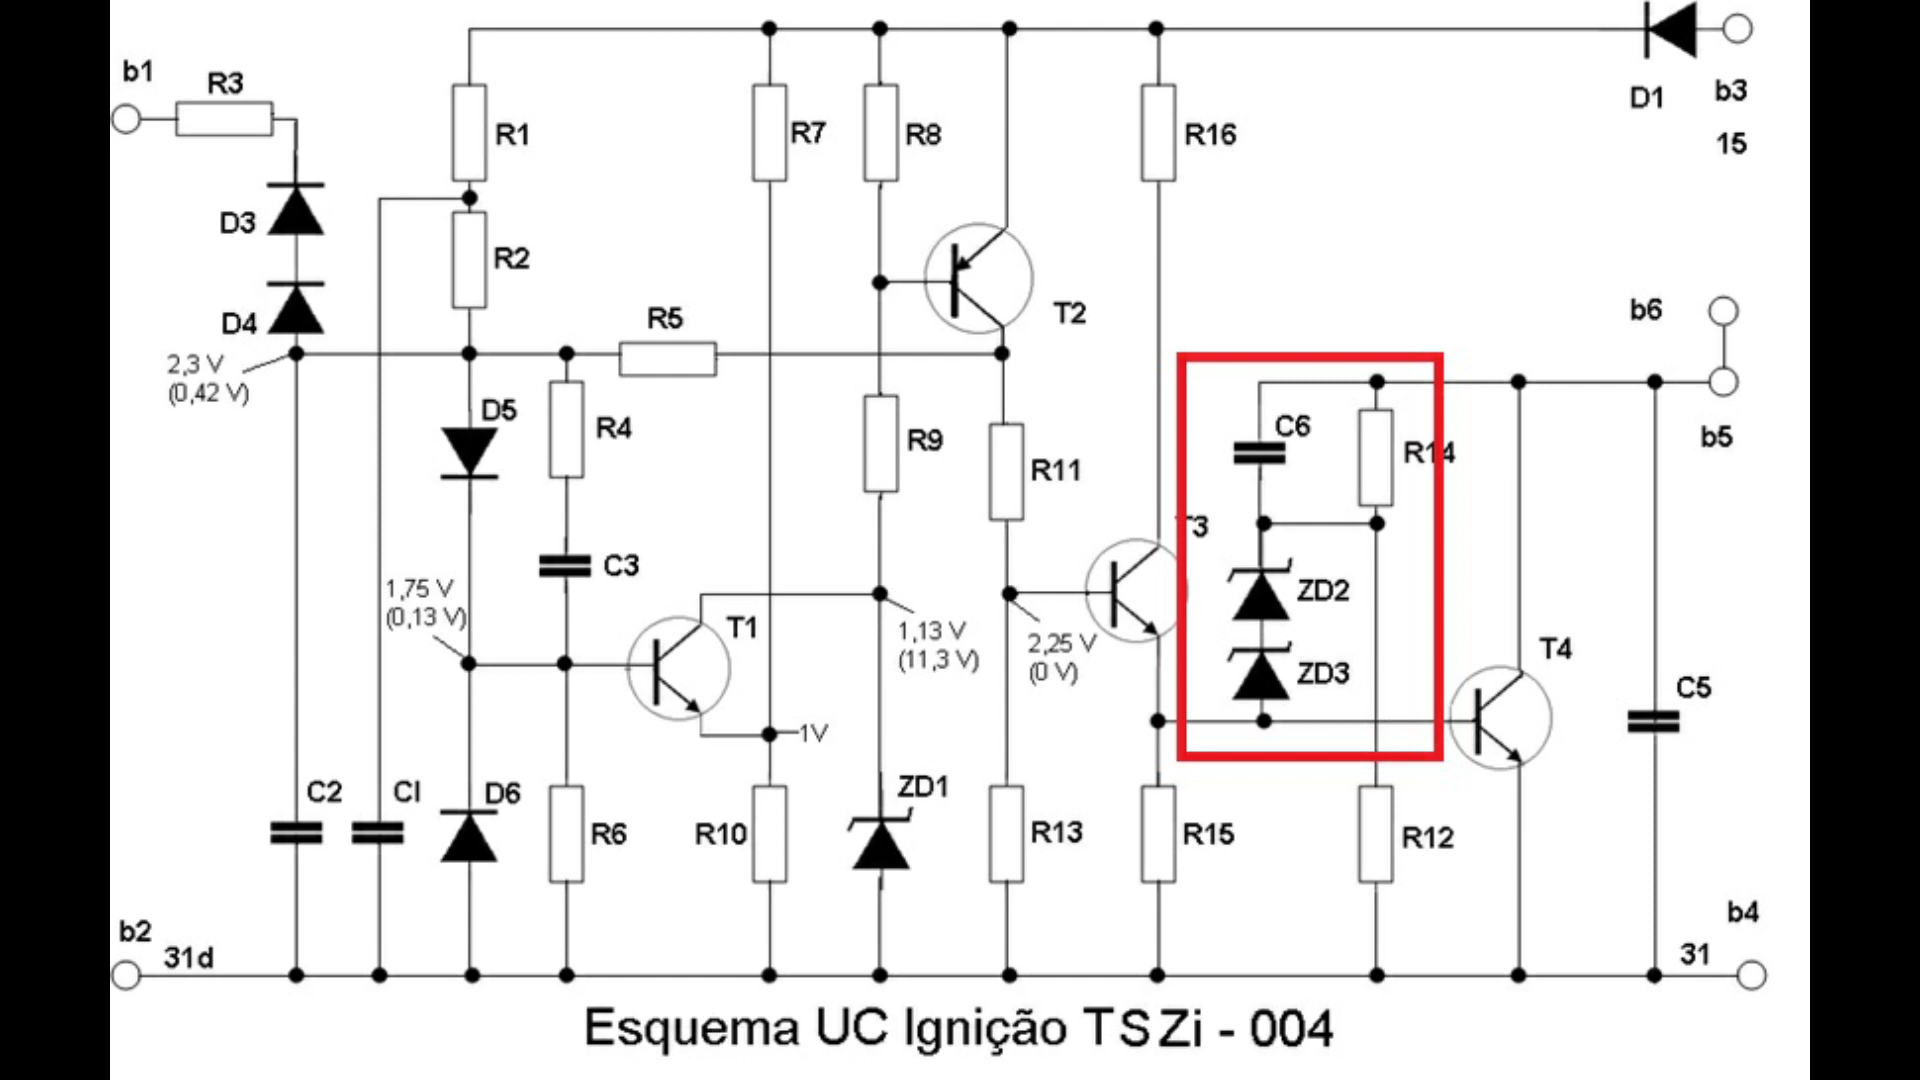 b1
R3
D1
b3
15
R1
R7
R8
R16
D3
R2
D4
R5
T2
b6
2,3 V
(0,42 V)
D5
R4
C6
R14
b5
R9
R11
T3
C3
1,75 V
(0,13 V)
T1
1,13 V
(11,3 V)
2,25 V
(0 V)
ZD2
ZD3
T4
C5
1V
C2
CI
D6
R6
R10
ZD1
R13
R15
R12
b2
31d
b4
31
Esquema UC Ignição TSZi - 004